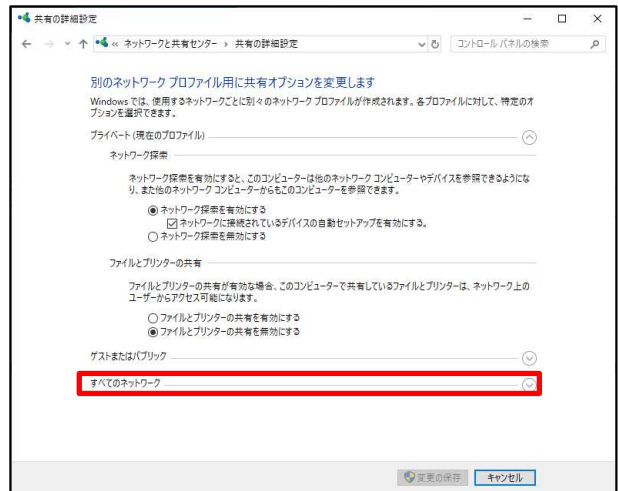 共有の詳細設定
« ネットワークと共有センター › 共有の詳細設定
コントロール パネルの検索
別のネットワーク プロファイル用に共有オプションを変更します
Windows では、使用するネットワークごとに別々のネットワーク プロファイルが作成されます。各プロファイルに対して、特定のオ
プションを選択できます。
プライベート (現在のプロファイル)
ネットワーク探索
ネットワーク探索を有効にすると、このコンピューターは他のネットワーク コンピューターやデバイスを参照できるようにな
り、また他のネットワーク コンピューターからもこのコンピューターを参照できます。
ネットワーク探索を有効にする
ネットワークに接続されているデバイスの自動セットアップを有効にする。
ネットワーク探索を無効にする
ファイルとプリンターの共有
ファイルとプリンターの共有が有効な場合、このコンピューターで共有しているファイルとプリンターは、ネットワーク上の
ユーザーからアクセス可能になります。
ファイルとプリンターの共有を有効にする
ファイルとプリンターの共有を無効にする
ゲストまたはパブリック
すべてのネットワーク
変更の保存
キャンセル